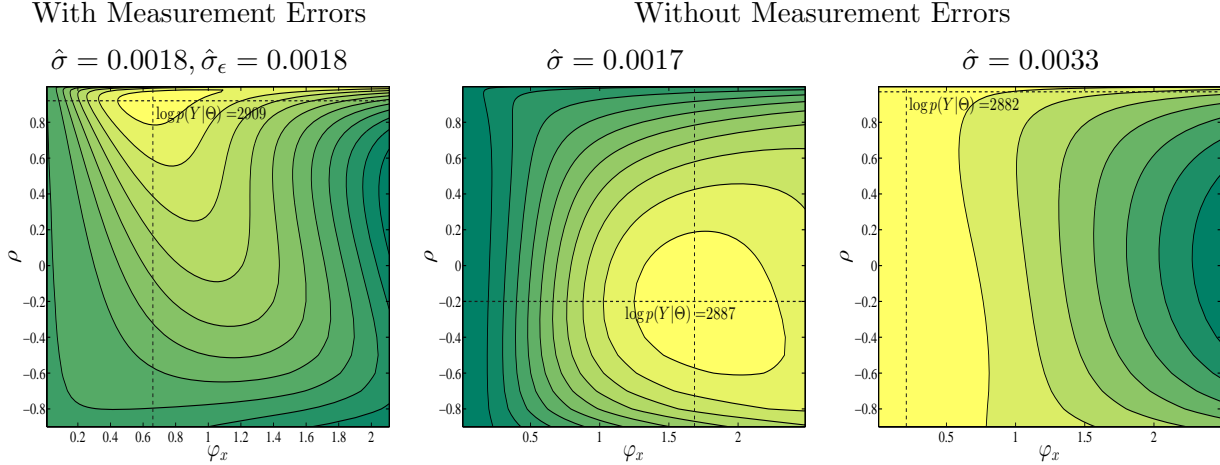 With Measurement Errors
Without Measurement Errors
σ̂ = 0.0018, σ̂ϵ = 0.0018
σ̂ = 0.0017
σ̂ = 0.0033
log p(Y|Θ) =2909
0.8
0.6
0.4
0.2
0
−0.2
−0.4
−0.6
−0.8
ρ
0.2 0.4 0.6 0.8 1 1.2 1.4 1.6 1.8 2
φx
log p(Y|Θ) =2887
0.8
0.6
0.4
0.2
0
−0.2
−0.4
−0.6
−0.8
ρ
0.5 1 1.5 2
φx
log p(Y|Θ) =2882
0.8
0.6
0.4
0.2
0
−0.2
−0.4
−0.6
−0.8
ρ
0.5 1 1.5 2
φx